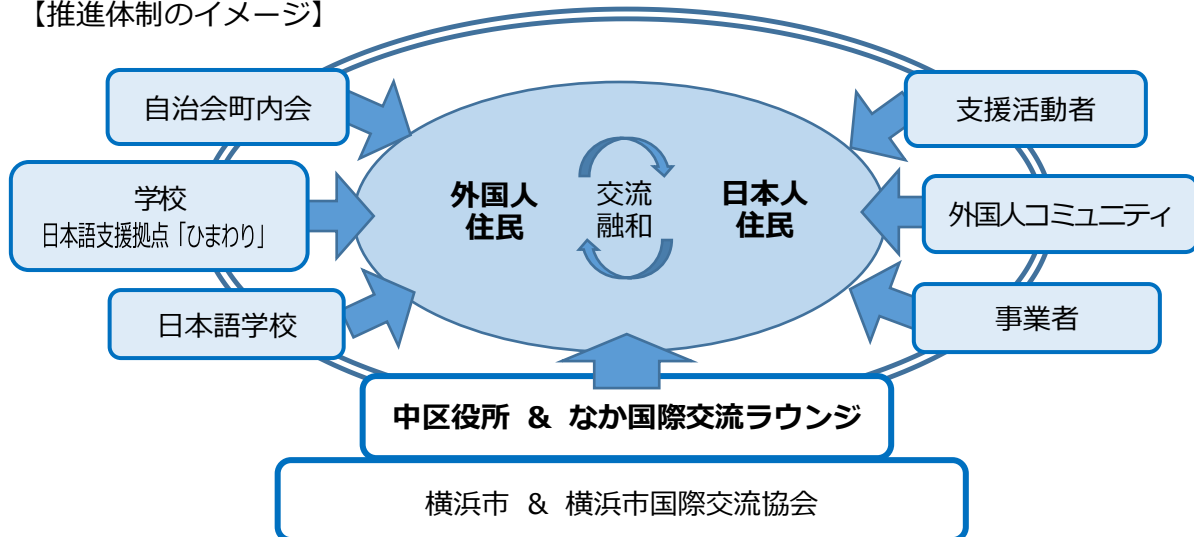 【推進体制のイメージ】
自治会町内会
支援活動者
学校
日本語支援拠点「ひまわり」
外国人
住民
交流
融和
日本人
住民
外国人コミュニティ
日本語学校
事業者
中区役所 & なか国際交流ラウンジ
横浜市 & 横浜市国際交流協会